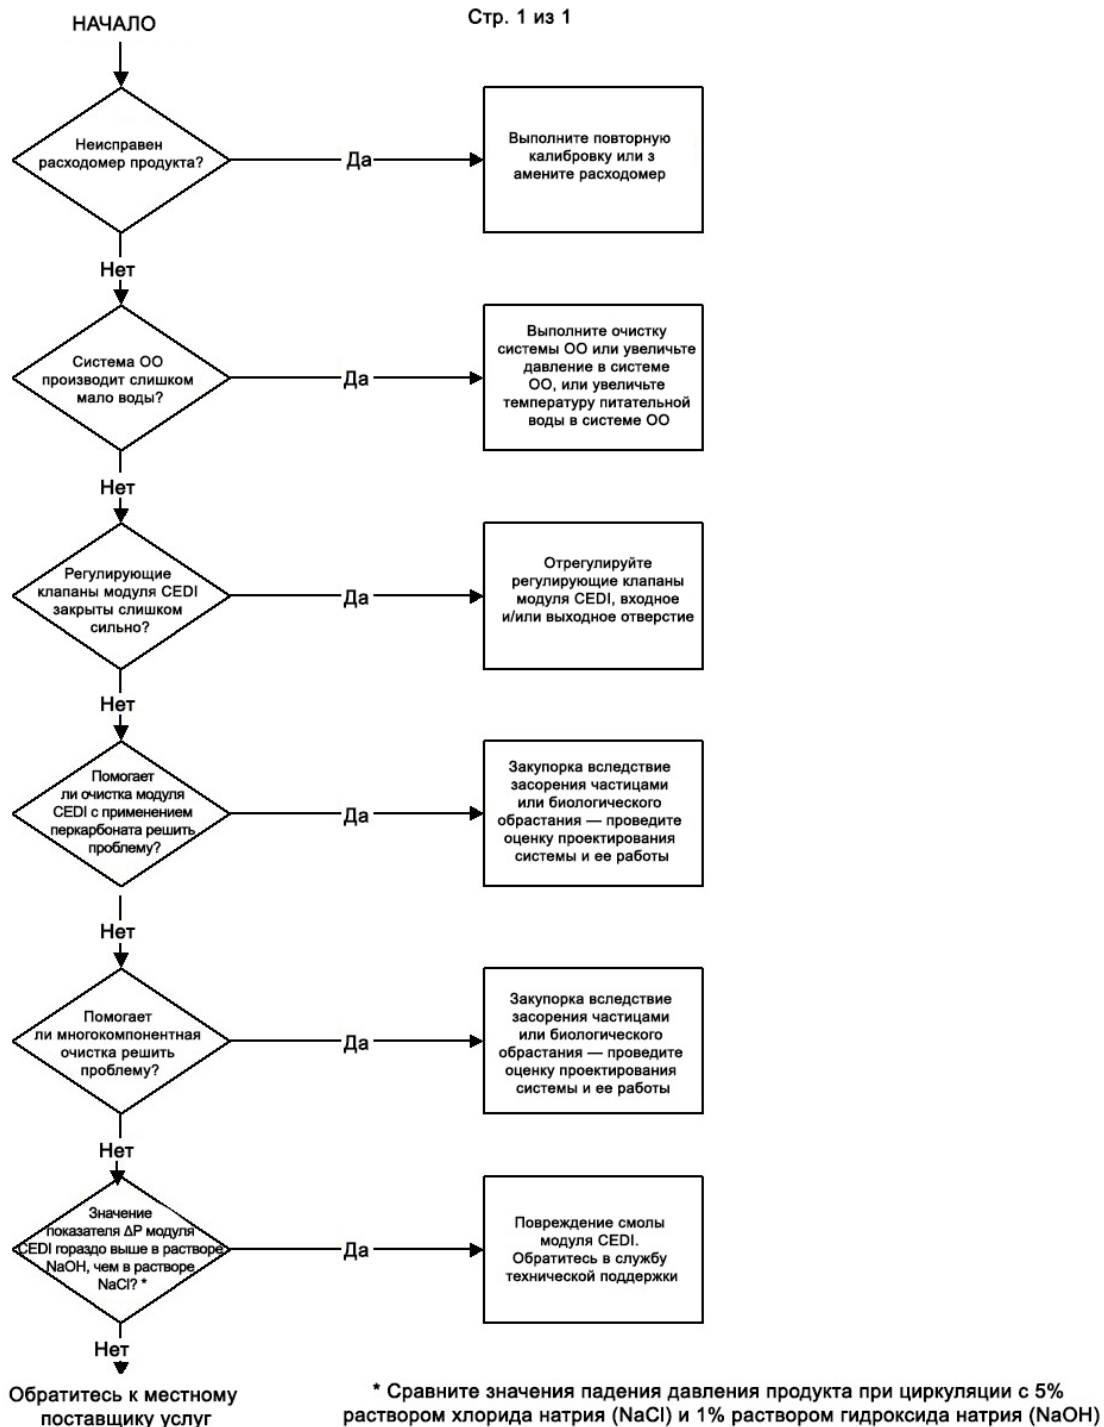 Стр. 1 из 1
НАЧАЛО
Неисправен
расходомер продукта?
Да
Выполните повторную
калибровку или з
амените расходомер
Нет
Система ОО
производит слишком
мало воды?
Да
Выполните очистку
системы ОО или увеличьте
давление в системе
ОО, или увеличьте
температуру питательной
воды в системе ОО
Нет
Регулирующие
клапаны модуля CEDI
закрыты слишком
сильно?
Да
Отрегулируйте
регулирующие клапаны
модуля CEDI, входное
и/или выходное отверстие
Нет
Помогает
ли очистка модуля
CEDI с применением
перкарбоната решить
проблему?
Да
Закупорка вследствие
засорения частицами
или биологического
обрастания — проведите
оценку проектирования
системы и ее работы
Нет
Помогает
ли многокомпонентная
очистка решить
проблему?
Да
Закупорка вследствие
засорения частицами
или биологического
обрастания — проведите
оценку проектирования
системы и ее работы
Нет
Значение
показателя ΔP модуля
CEDI гораздо выше в растворе
NaOH, чем в растворе
NaCl? *
Да
Повреждение смолы
модуля CEDI.
Обратитесь в службу
технической поддержки
Нет
Обратитесь к местному
поставщику услуг
* Сравните значения падения давления продукта при циркуляции с 5%
раствором хлорида натрия (NaCl) и 1% раствором гидроксида натрия (NaOH)